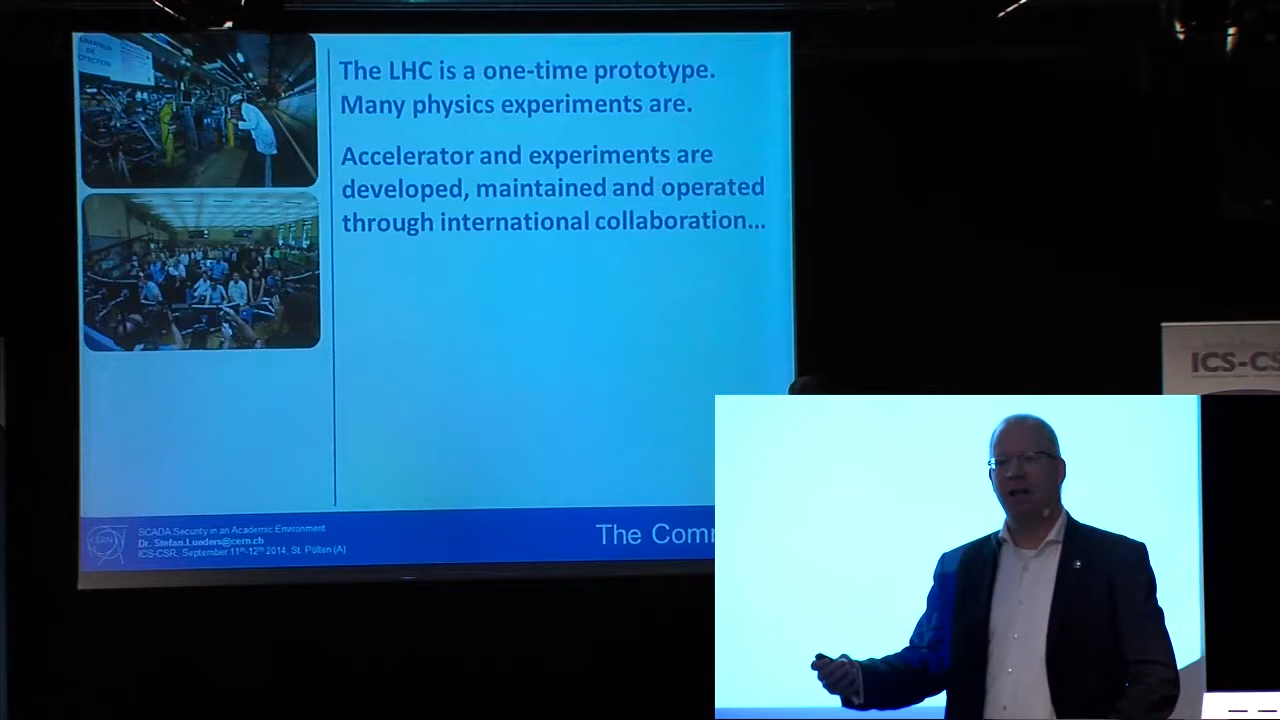 The LHC is a one-time prototype.
Many physics experiments are.
Accelerator and experiments are
developed, maintained and operated
through international collaboration…
CERN
SCADA Security in an Academic Environment
Dr. Stefan.Lueders@cern.ch
ICS-CSR, September 11th-12th 2014, St. Pölten (A)
The Com
ICS-CS